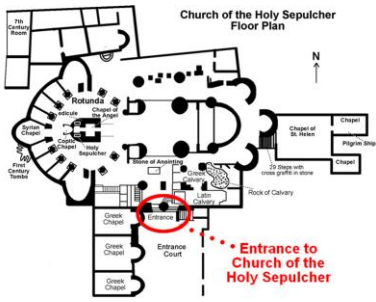 Church of the Holy Sepulcher
Floor Plan
7th
Century
Room
N
Rotunda
Chapel of
the Angel
edicule
Syrian
Chapel
Coptic
Chapel
Holy
Sepulcher
First
Century
Tombs
Stone of Anointing
Greek
Calvary
Latin
Calvary
Rock of Calvary
29 Steps with
cross graffiti in stone
Chapel
Chapel
of St. Helen
Pilgrim Ship
Chapel
Greek
Chapel
Entrance
Greek
Chapel
Entrance
Court
Greek
Chapel
Entrance to
Church of the
Holy Sepulcher